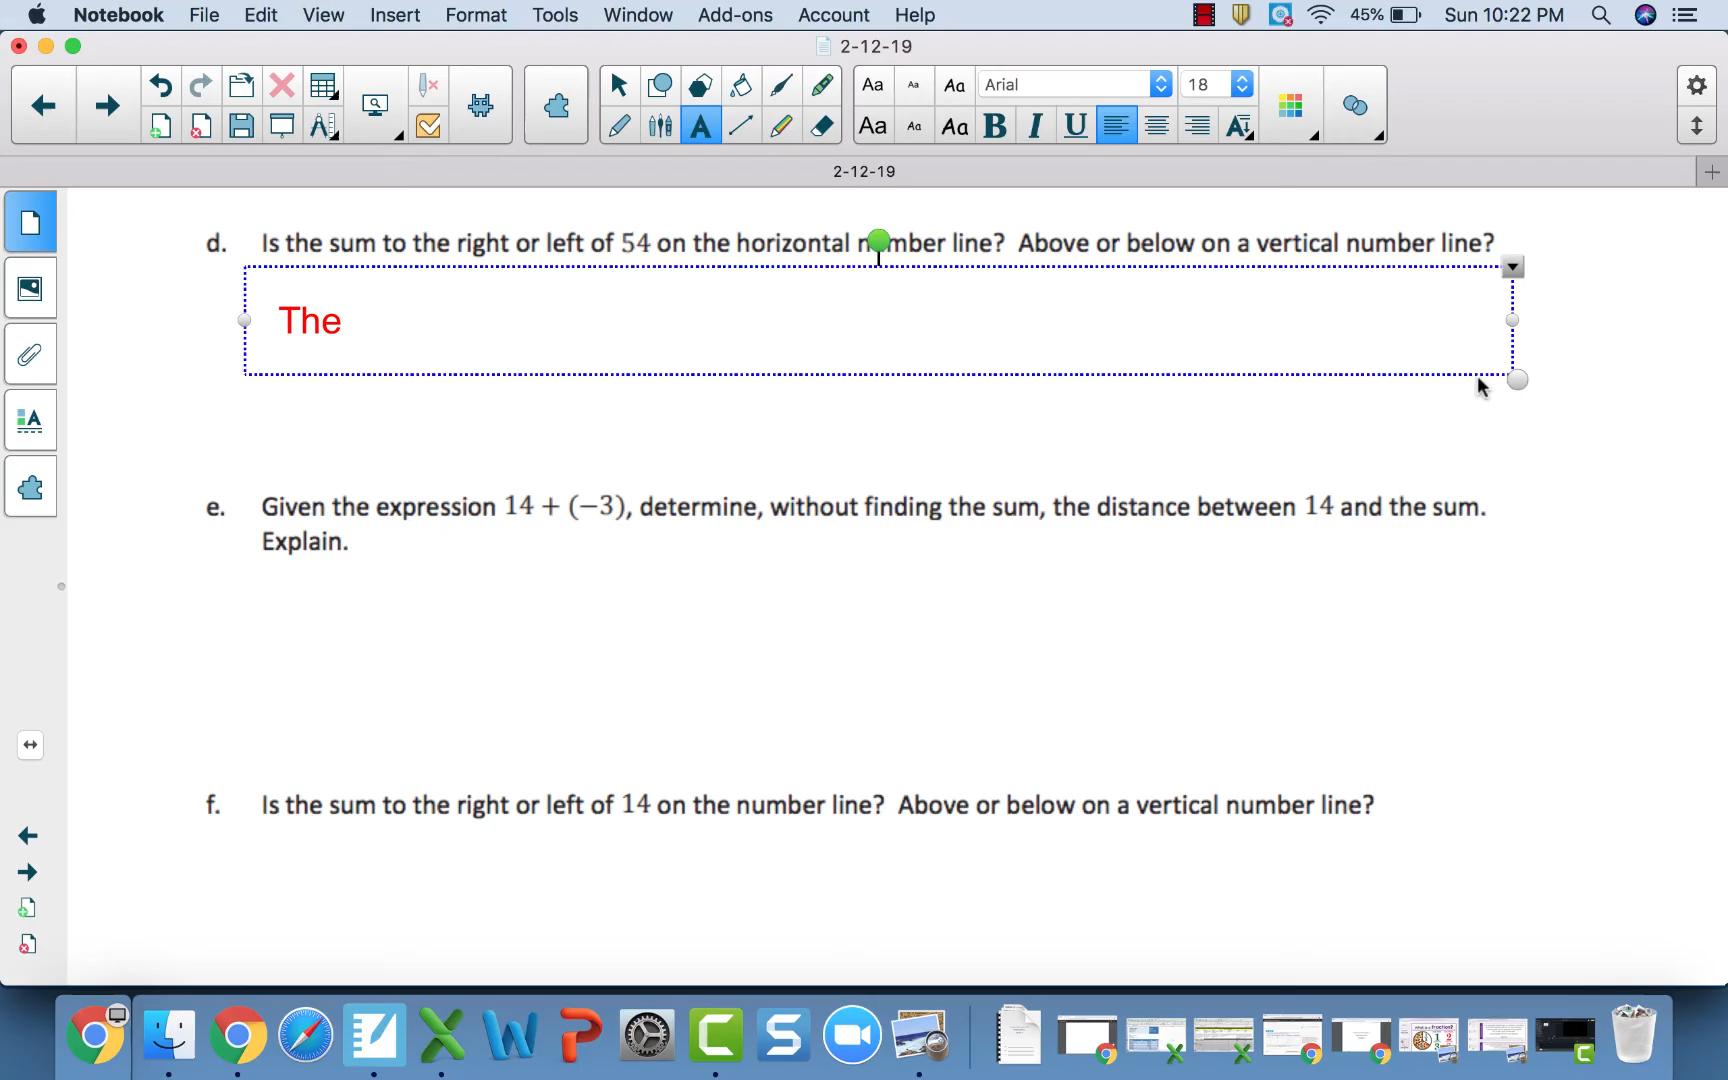 Notebook File Edit View Insert Format Tools Window Add-ons Account Help 45% Sun 10:22 PM
2-12-19
Aa Aa Aa Arial 18
A Aa Aa Aa B I U A
2-12-19
d. Is the sum to the right or left of 54 on the horizontal number line? Above or below on a vertical number line?
The
A
e. Given the expression 14 + (−3), determine, without finding the sum, the distance between 14 and the sum.
Explain.
f. Is the sum to the right or left of 14 on the number line? Above or below on a vertical number line?